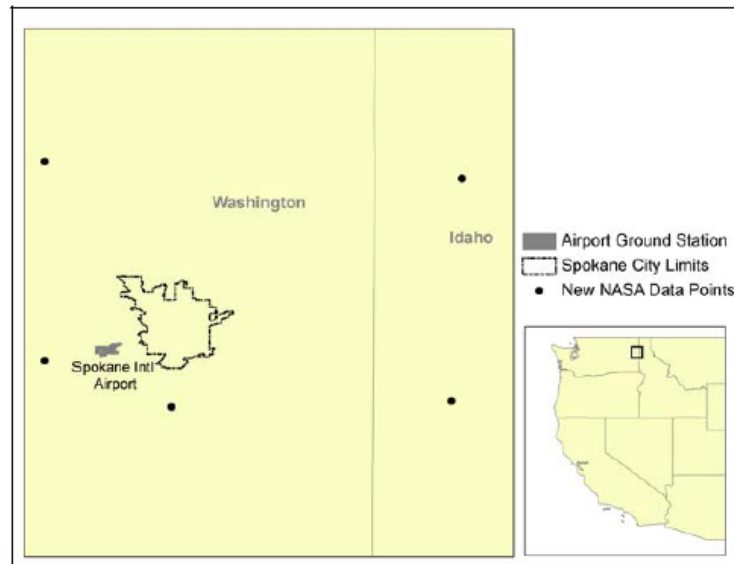 Washington
Idaho
Spokane Intl
Airport
Airport Ground Station
Spokane City Limits
New NASA Data Points